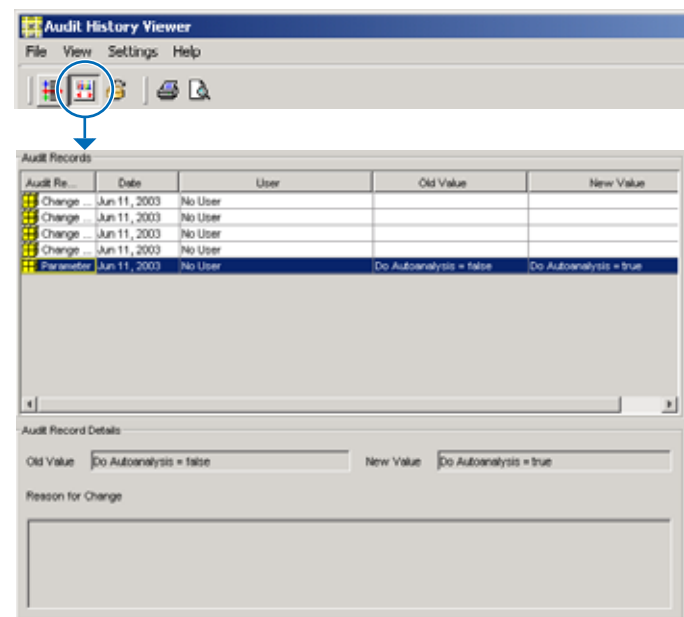 Audit History Viewer
File View Settings Help
Audit Records
Audit Re... Date User Old Value New Value
Change ... Jun 11, 2003 No User
Change ... Jun 11, 2003 No User
Change ... Jun 11, 2003 No User
Change ... Jun 11, 2003 No User
Parameter Jun 11, 2003 No User Do Autoanalysis = false Do Autoanalysis = true
Audit Record Details
Old Value Do Autoanalysis = false New Value Do Autoanalysis = true
Reason for Change